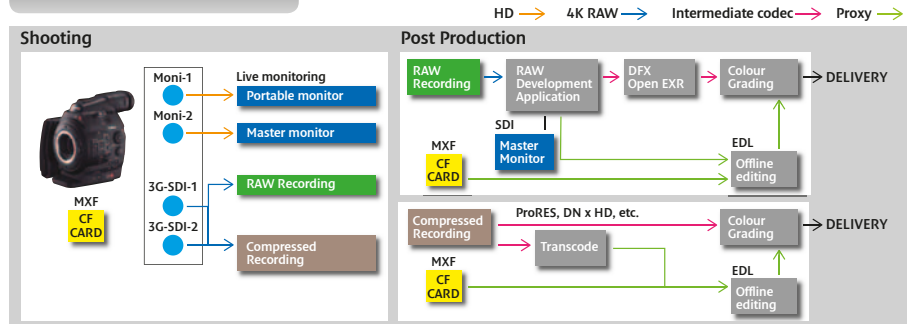 HD
4K RAW
Intermediate codec
Proxy
Shooting
Moni-1
Moni-2
3G-SDI-1
3G-SDI-2
MXF
CF
CARD
Live monitoring
Portable monitor
Master monitor
RAW Recording
Compressed
Recording
Post Production
RAW
Recording
RAW
Development
Application
DFX
Open EXR
Colour
Grading
DELIVERY
SDI
Master
Monitor
MXF
CF
CARD
EDL
Offline
editing
Compressed
Recording
ProRES, DN x HD, etc.
Transcode
Colour
Grading
DELIVERY
MXF
CF
CARD
EDL
Offline
editing